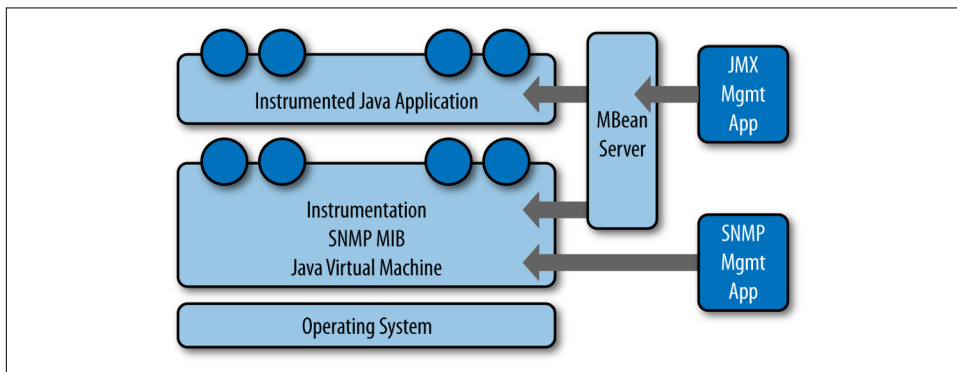 Instrumented Java Application
MBean
Server
JMX
Mgmt
App
Instrumentation
SNMP MIB
Java Virtual Machine
SNMP
Mgmt
App
Operating System